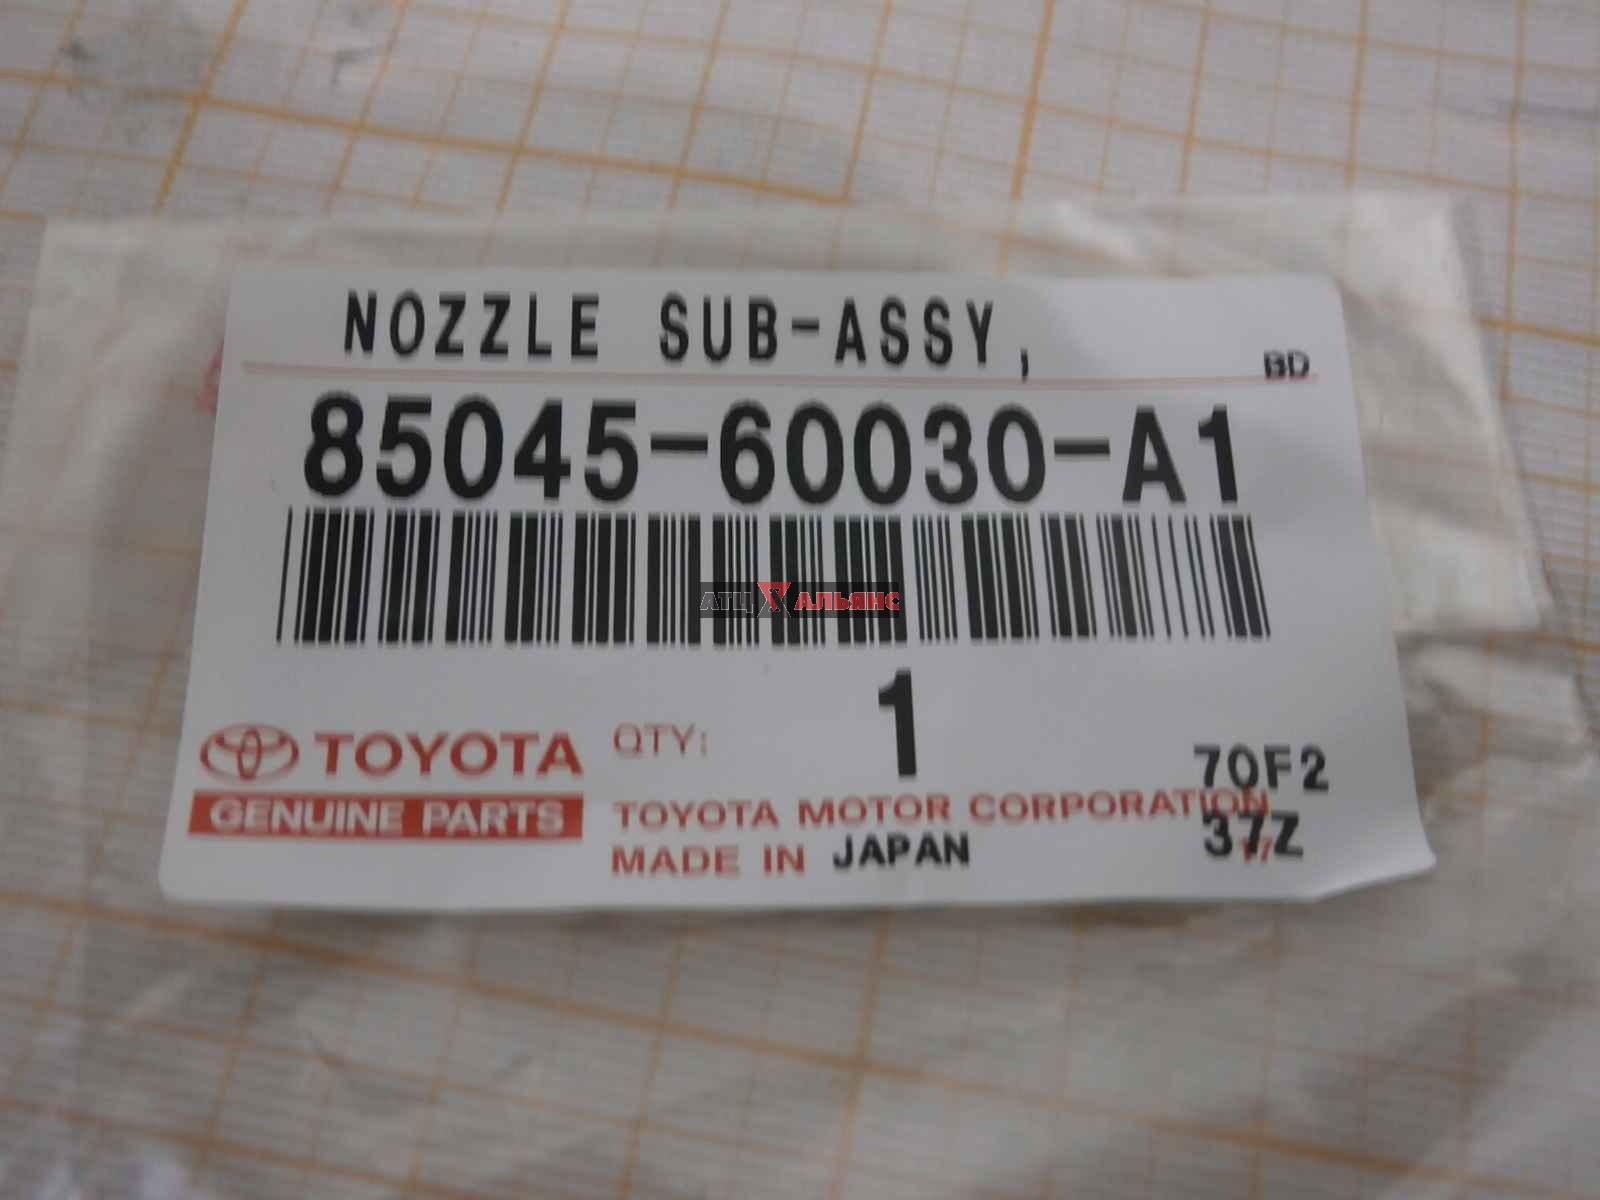 NOZZLE SUB-ASSY,
BD
85045-60030-A1
АТЦ АЛЬЯНС
QTY: 1
TOYOTA
GENUINE PARTS
TOYOTA MOTOR CORPORATION
MADE IN JAPAN
70F2
37Z